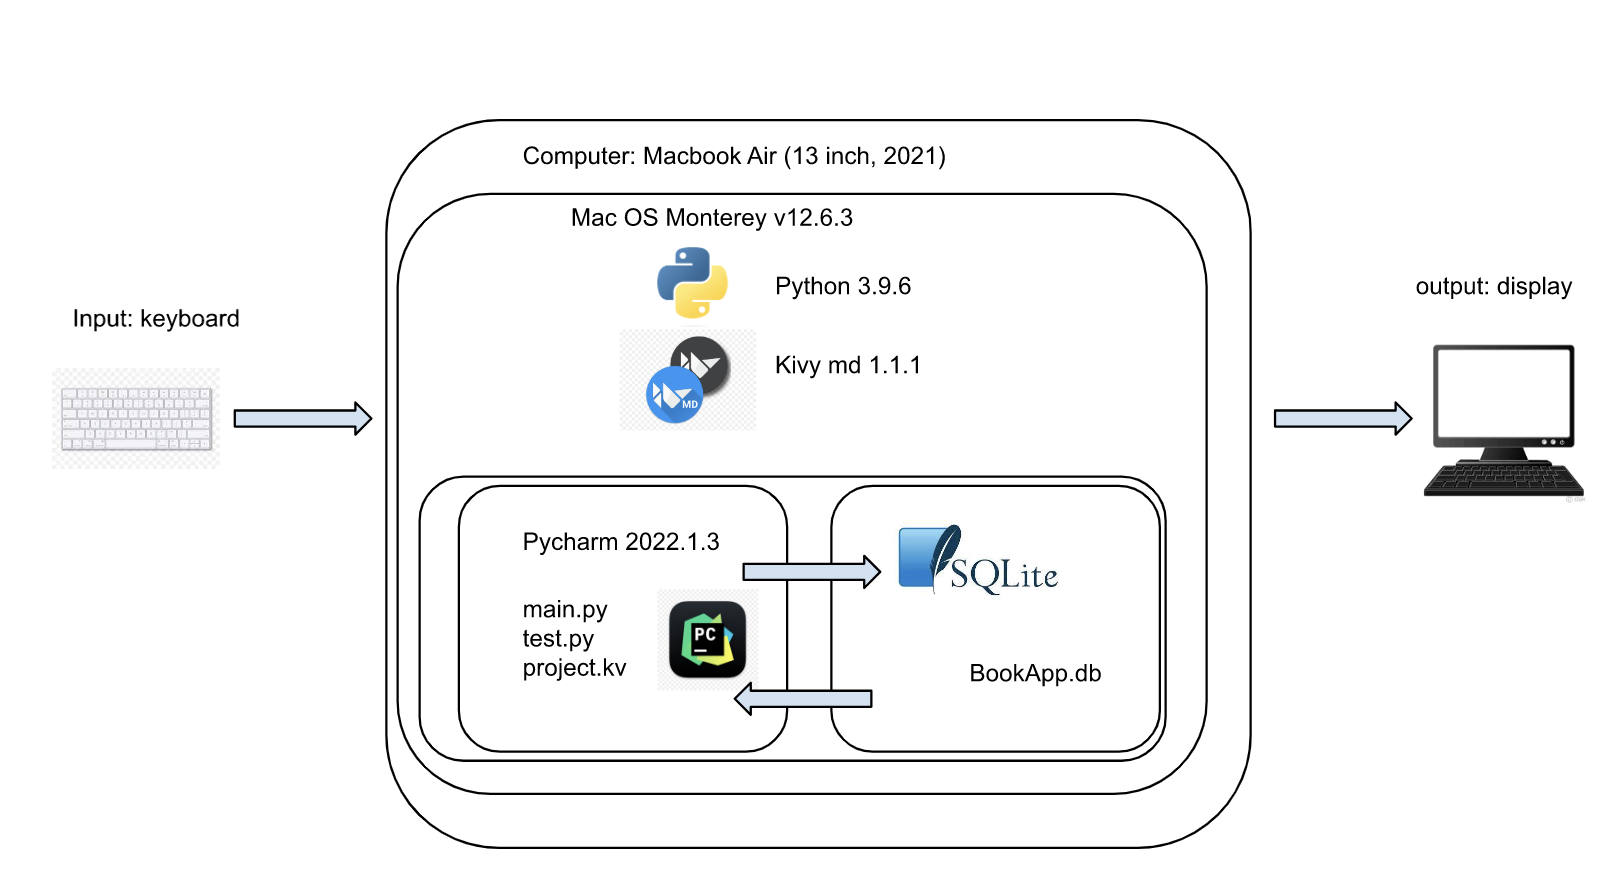 Computer: Macbook Air (13 inch, 2021)
Mac OS Monterey v12.6.3
Python 3.9.6
Kivy md 1.1.1
MD
Input: keyboard
output: display
Pycharm 2022.1.3
main.py
test.py
project.kv
PC
SQLite
BookApp.db